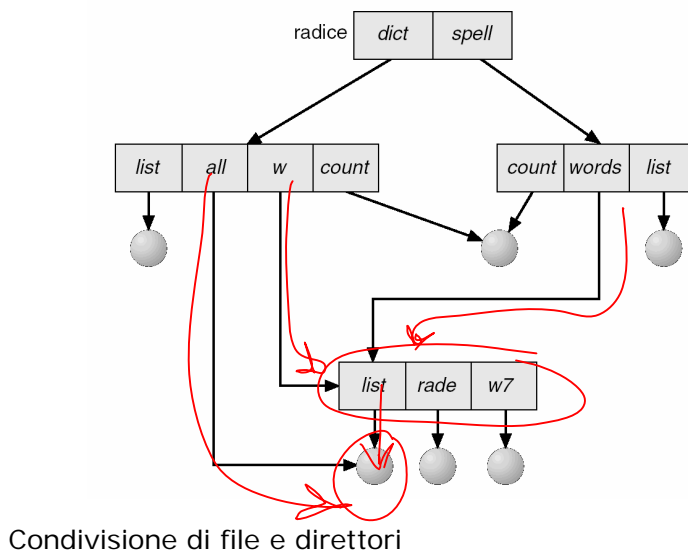 radice dict spell
list all w count count words list
list rade w7
Condivisione di file e direttori